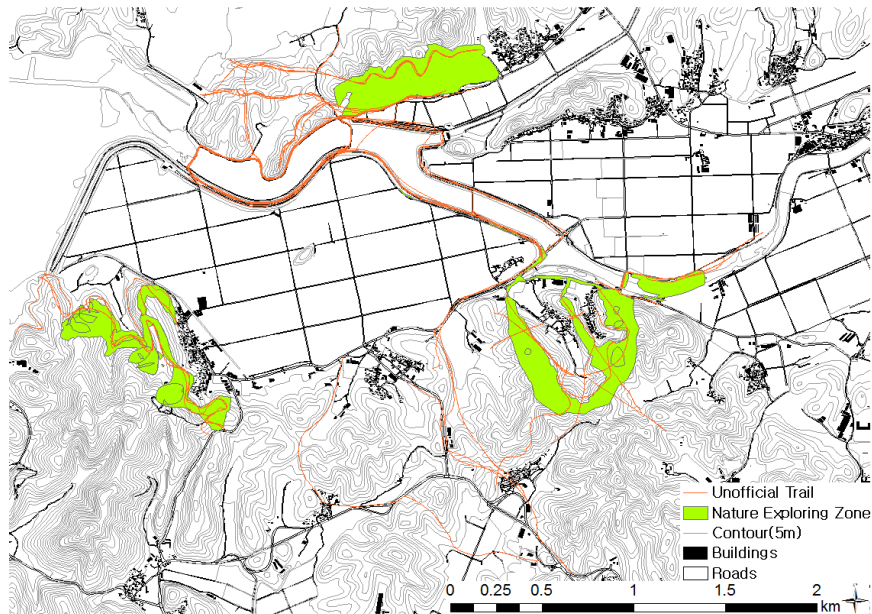 Unofficial Trail
Nature Exploring Zone
Contour(5m)
Buildings
Roads
0 0.25 0.5 1 1.5 2
km